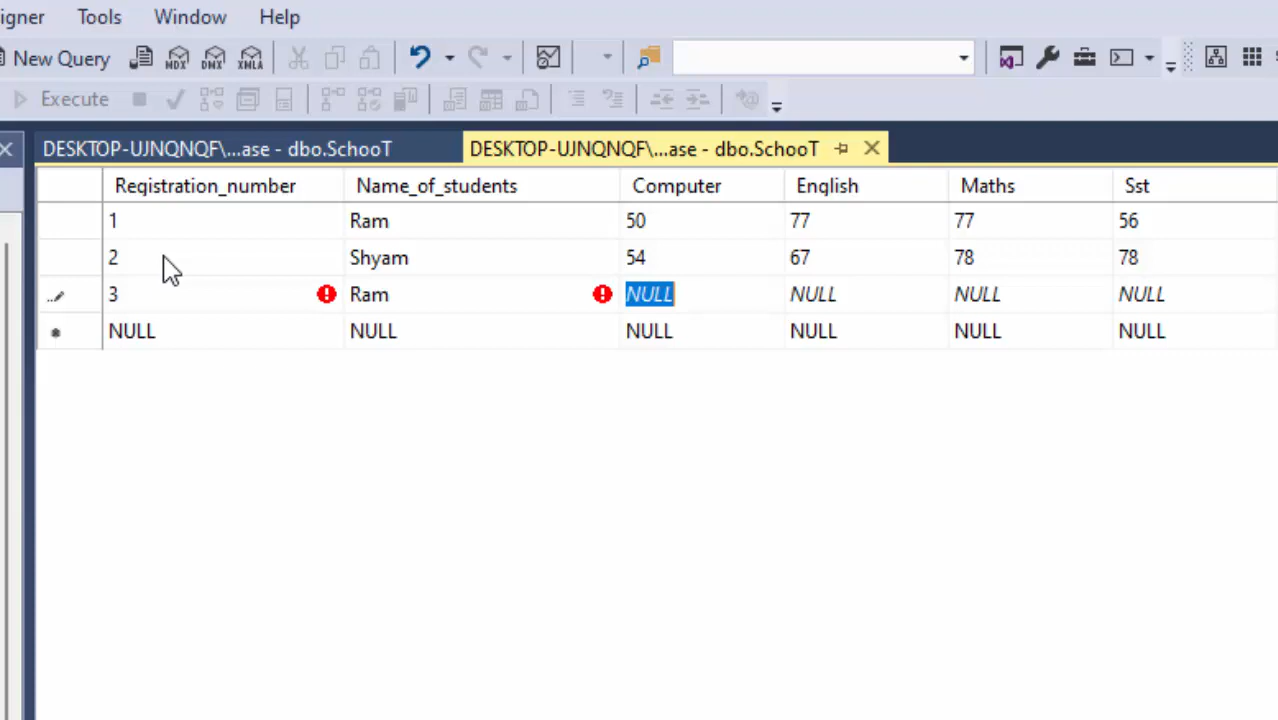 igner Tools Window Help
New Query MDX DMX XMLA
Execute
DESKTOP-UJNQNQF\...ase - dbo.SchooT DESKTOP-UJNQNQF\...ase - dbo.SchooT
Registration_number Name_of_students Computer English Maths Sst
1 Ram 50 77 77 56
2 Shyam 54 67 78 78
3 Ram NULL NULL NULL NULL
NULL NULL NULL NULL NULL NULL